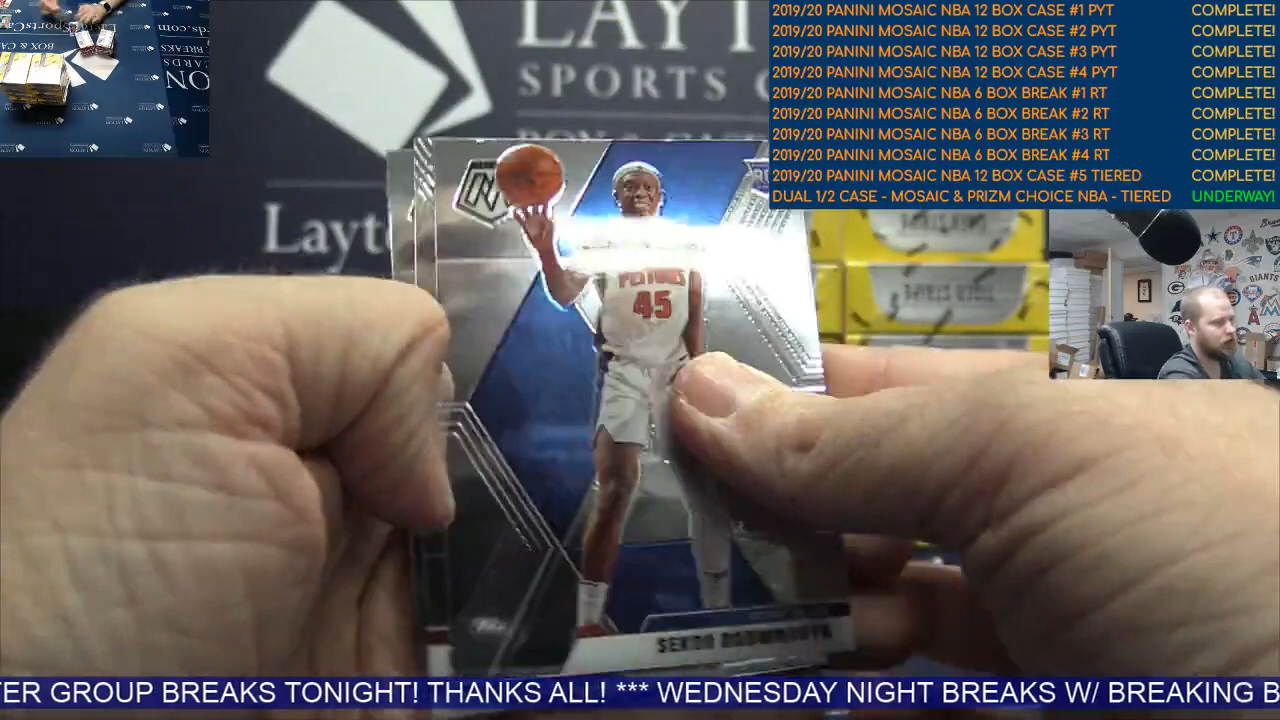 2019/20 PANINI MOSAIC NBA 12 BOX CASE #1 PYT COMPLETE!
2019/20 PANINI MOSAIC NBA 12 BOX CASE #2 PYT COMPLETE!
2019/20 PANINI MOSAIC NBA 12 BOX CASE #3 PYT COMPLETE!
2019/20 PANINI MOSAIC NBA 12 BOX CASE #4 PYT COMPLETE!
2019/20 PANINI MOSAIC NBA 6 BOX BREAK #1 RT COMPLETE!
2019/20 PANINI MOSAIC NBA 6 BOX BREAK #2 RT COMPLETE!
2019/20 PANINI MOSAIC NBA 6 BOX BREAK #3 RT COMPLETE!
2019/20 PANINI MOSAIC NBA 6 BOX BREAK #4 RT COMPLETE!
2019/20 PANINI MOSAIC NBA 12 BOX CASE #5 TIERED COMPLETE!
DUAL 1/2 CASE - MOSAIC & PRIZM CHOICE NBA - TIERED UNDERWAY!
LAYT
SPORTS C
Layt
PISTONS
45
SEKOU DOUMBOUYA
TER GROUP BREAKS TONIGHT! THANKS ALL! *** WEDNESDAY NIGHT BREAKS W/ BREAKING B